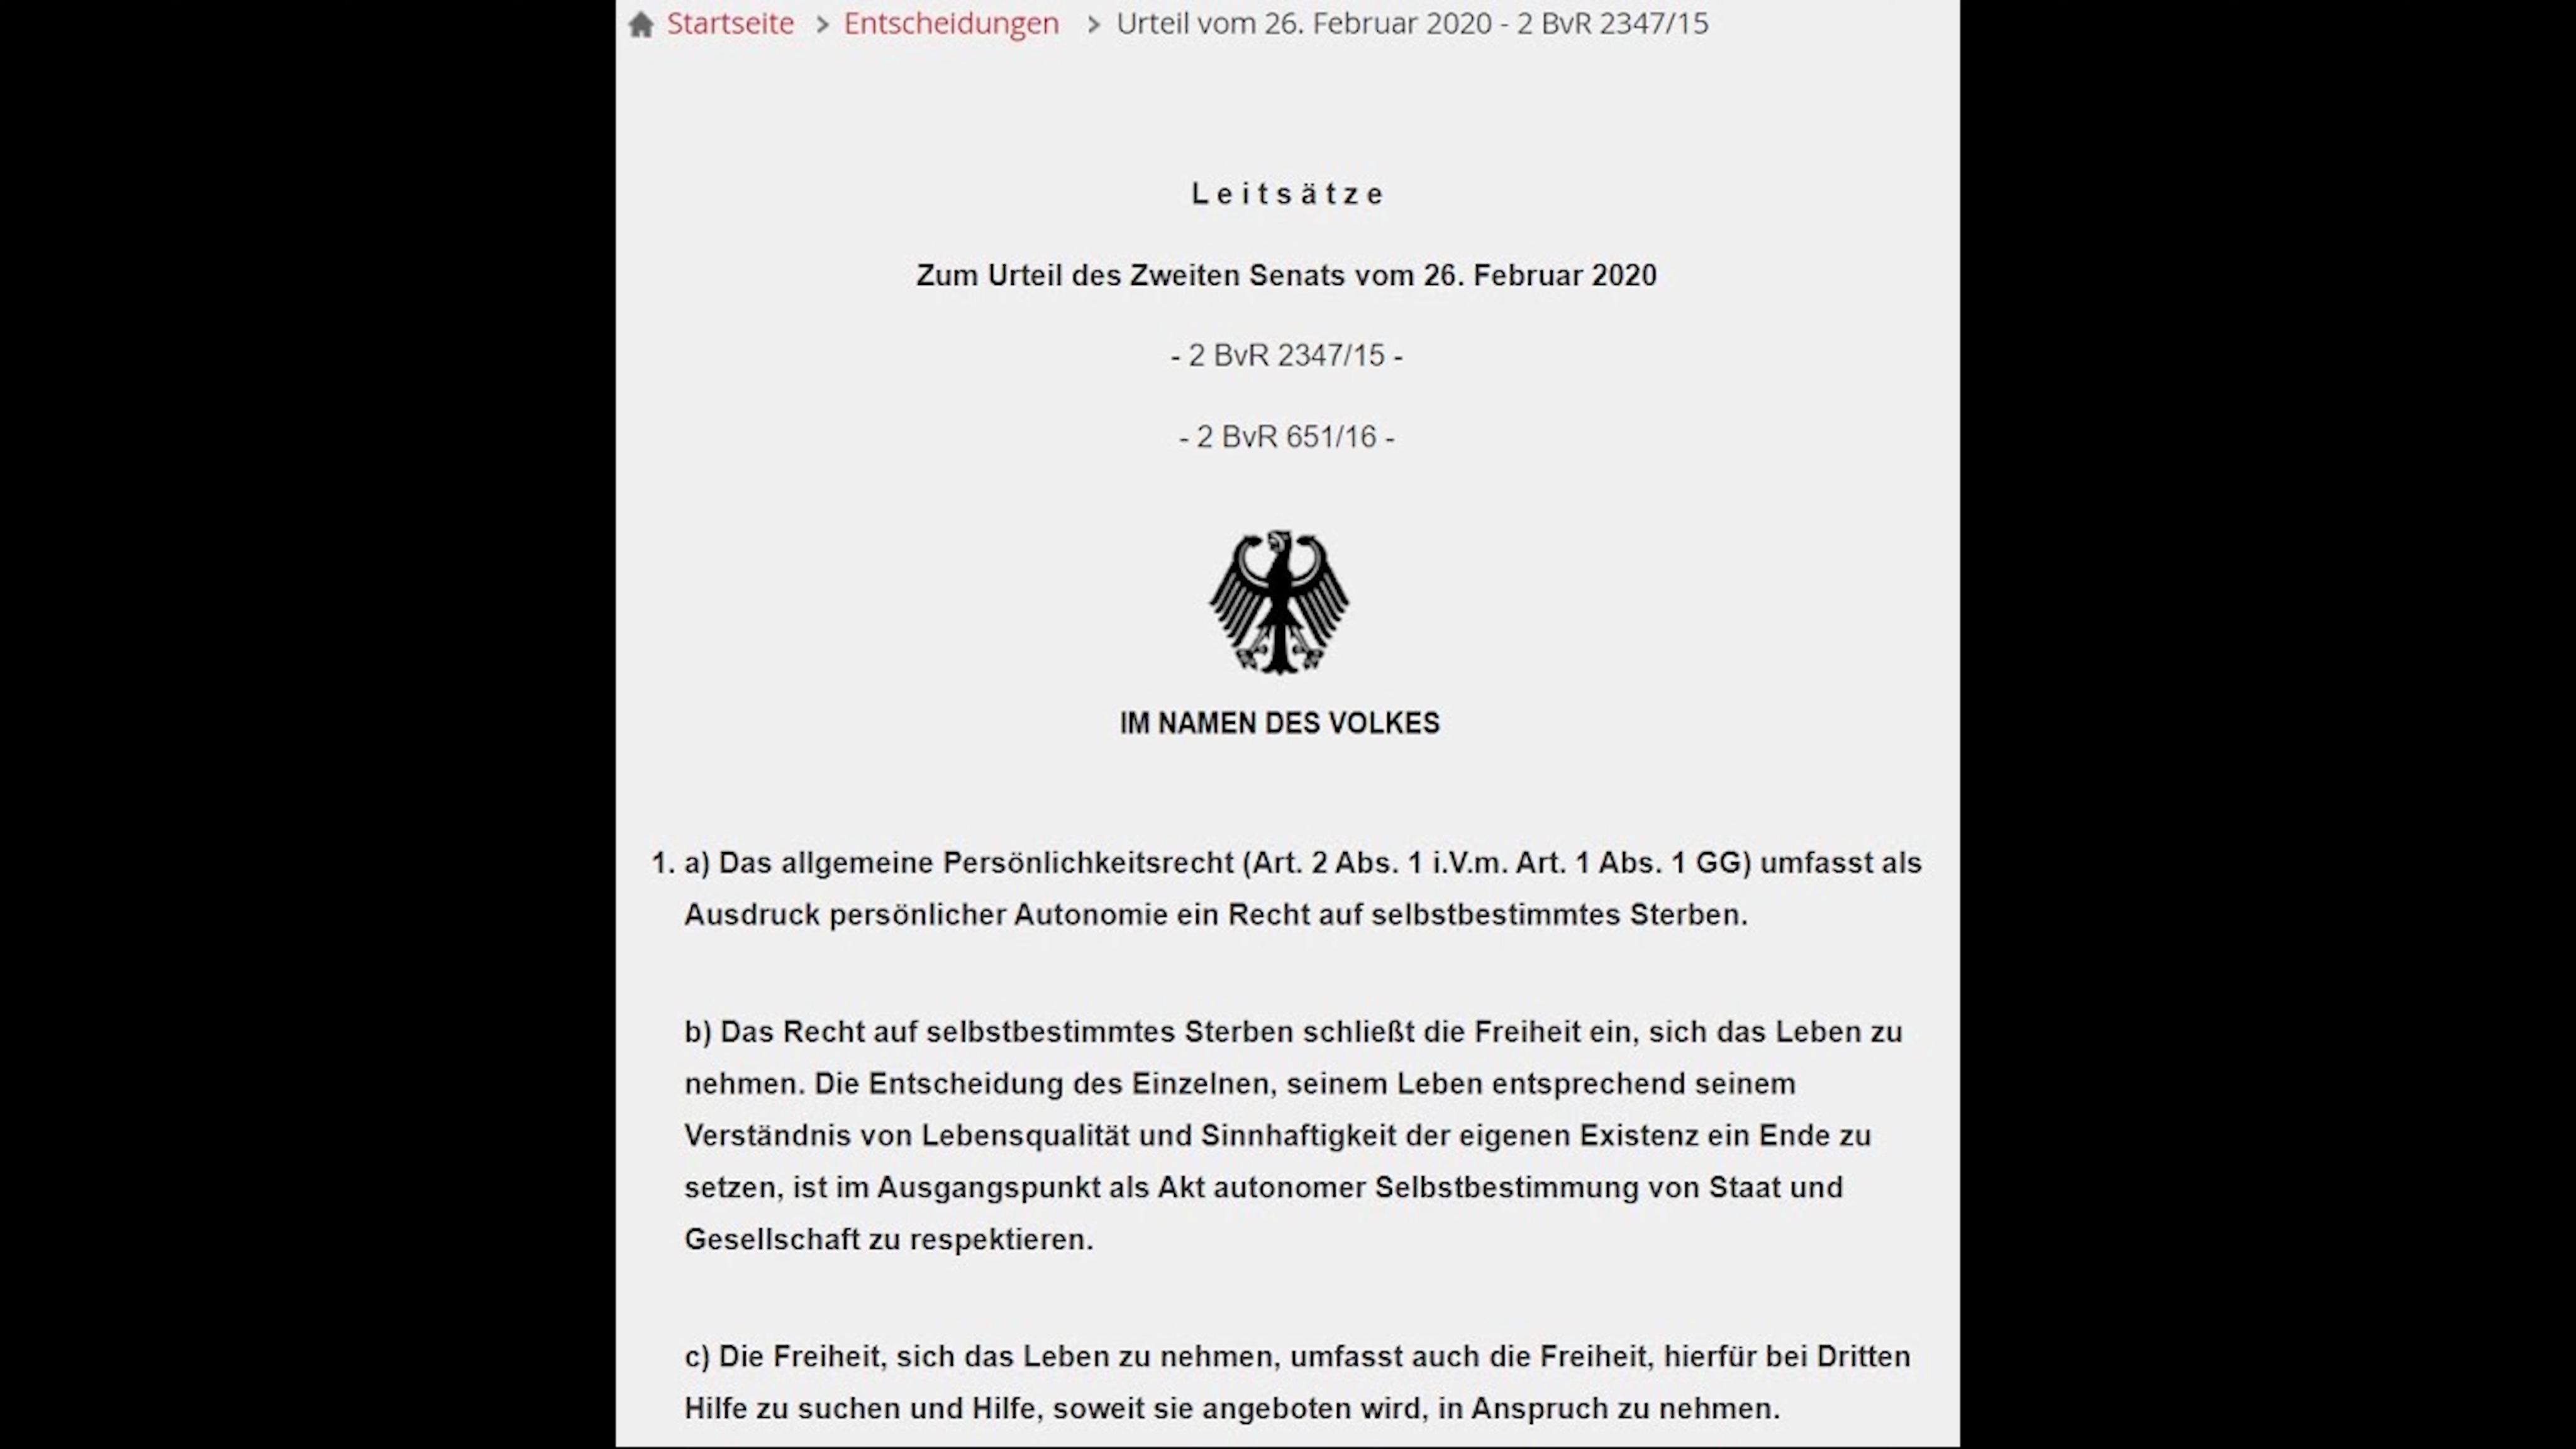 Startseite > Entscheidungen > Urteil vom 26. Februar 2020 - 2 BvR 2347/15
Leitsätze
Zum Urteil des Zweiten Senats vom 26. Februar 2020
- 2 BvR 2347/15 -
- 2 BvR 651/16 -
IM NAMEN DES VOLKES
1. a) Das allgemeine Persönlichkeitsrecht (Art. 2 Abs. 1 i.V.m. Art. 1 Abs. 1 GG) umfasst als
Ausdruck persönlicher Autonomie ein Recht auf selbstbestimmtes Sterben.
b) Das Recht auf selbstbestimmtes Sterben schließt die Freiheit ein, sich das Leben zu
nehmen. Die Entscheidung des Einzelnen, seinem Leben entsprechend seinem
Verständnis von Lebensqualität und Sinnhaftigkeit der eigenen Existenz ein Ende zu
setzen, ist im Ausgangspunkt als Akt autonomer Selbstbestimmung von Staat und
Gesellschaft zu respektieren.
c) Die Freiheit, sich das Leben zu nehmen, umfasst auch die Freiheit, hierfür bei Dritten
Hilfe zu suchen und Hilfe, soweit sie angeboten wird, in Anspruch zu nehmen.